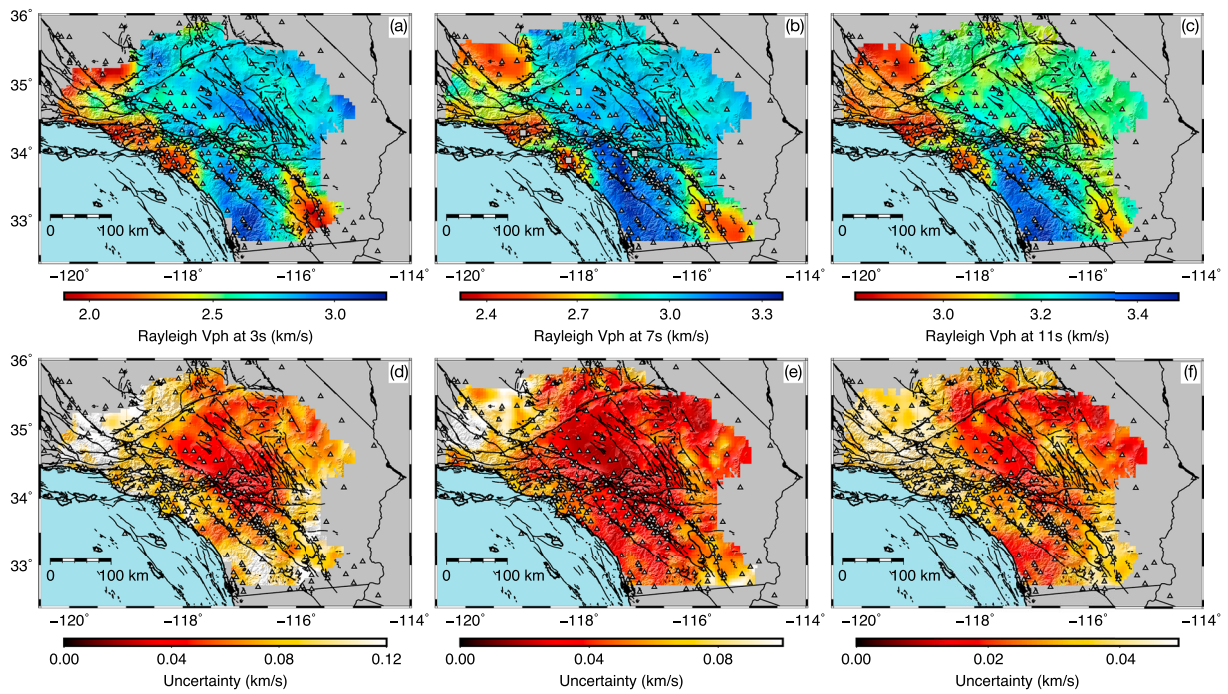 36° 35° 34° 33°
(a) (b) (c)
0 100 km
0 100 km
0 100 km
−120° −118° −116° −114°
−120° −118° −116° −114°
−120° −118° −116° −114°
2.0 2.5 3.0
2.4 2.7 3.0 3.3
3.0 3.2 3.4
Rayleigh Vph at 3s (km/s)
Rayleigh Vph at 7s (km/s)
Rayleigh Vph at 11s (km/s)
36° 35° 34° 33°
(d) (e) (f)
0 100 km
0 100 km
0 100 km
−120° −118° −116° −114°
−120° −118° −116° −114°
−120° −118° −116° −114°
0.00 0.04 0.08 0.12
0.00 0.04 0.08
0.00 0.02 0.04
Uncertainty (km/s)
Uncertainty (km/s)
Uncertainty (km/s)